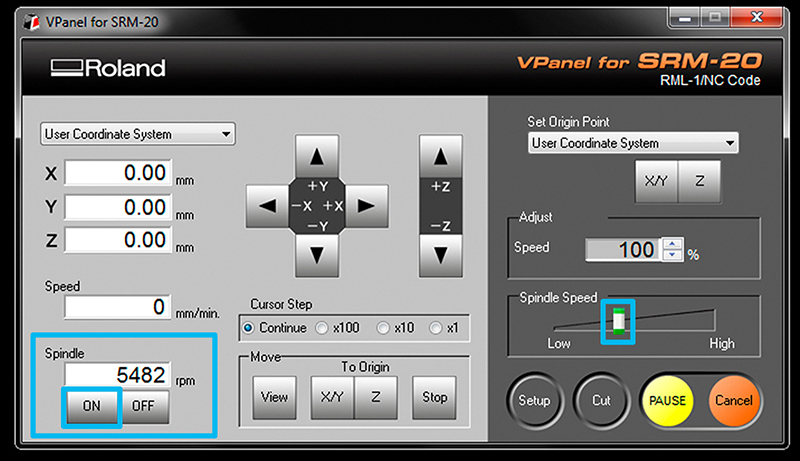 VPanel for SRM-20
Roland
VPanel for SRM-20
RML-1/NC Code
User Coordinate System
X 0.00 mm
Y 0.00 mm
Z 0.00 mm
Speed
0 mm/min.
Spindle
5482 rpm
ON OFF
+Y
−X +X
−Y
+Z
−Z
Cursor Step
Continue x100 x10 x1
Move
To Origin
View X/Y Z Stop
Set Origin Point
User Coordinate System
X/Y Z
Adjust
Speed 100 %
Spindle Speed
Low High
Setup Cut PAUSE Cancel